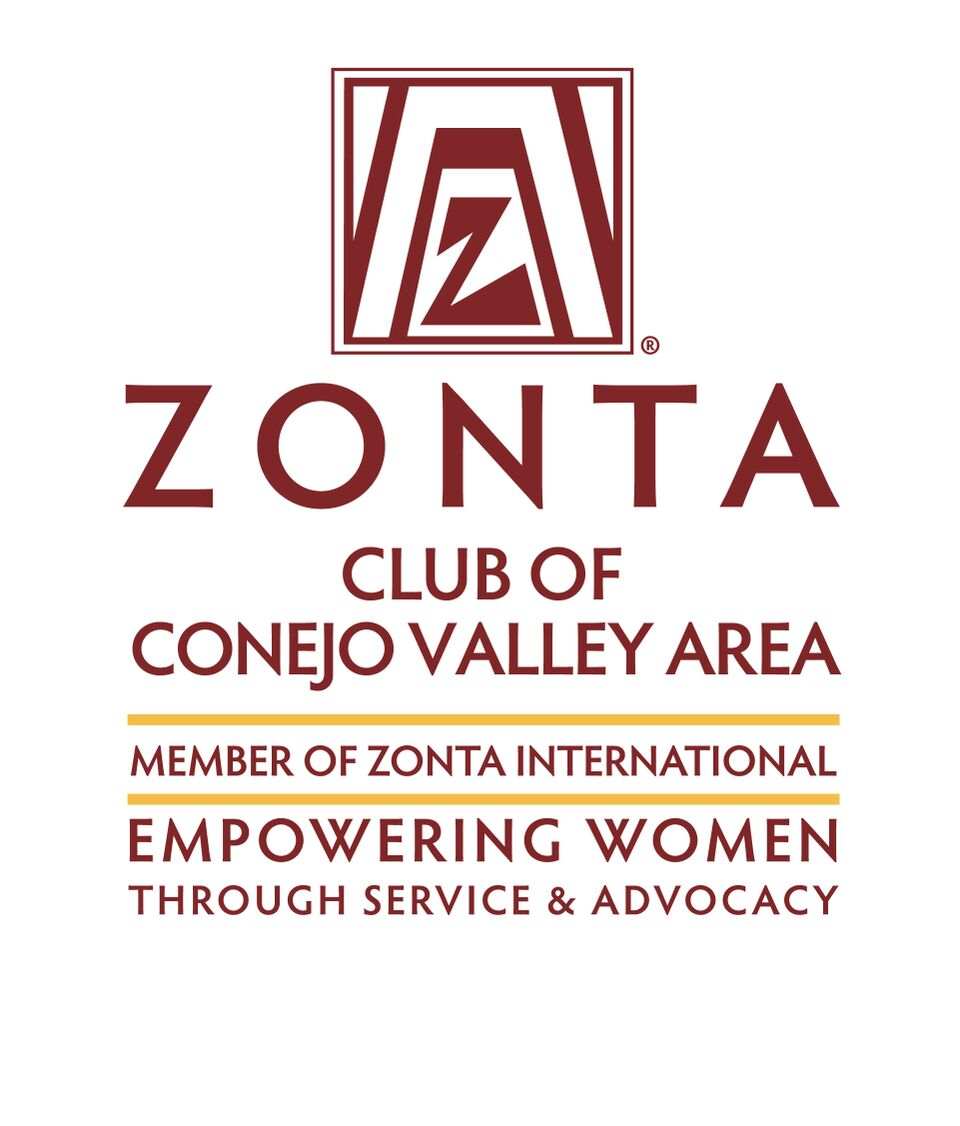 Z
®
ZONTA
CLUB OF
CONEJO VALLEY AREA
MEMBER OF ZONTA INTERNATIONAL
EMPOWERING WOMEN
THROUGH SERVICE & ADVOCACY